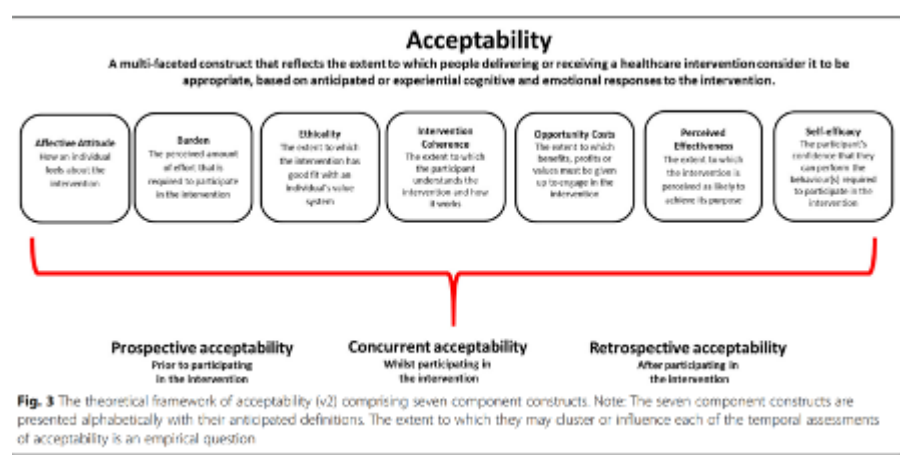 Acceptability
A multi-faceted construct that reflects the extent to which people delivering or receiving a healthcare intervention consider it to be
appropriate, based on anticipated or experiential cognitive and emotional responses to the intervention.
Affective Attitude
How an individual
feels about the
intervention
Burden
The perceived amount
of effort that is
required to participate
in the intervention
Ethicality
The extent to which
the intervention has
good fit with an
individual's value
system
Intervention
Coherence
The extent to which
the participant
understands the
intervention and how
it works
Opportunity Costs
The extent to which
benefits, profits or
values must be given
up to engage in the
intervention
Perceived
Effectiveness
The extent to which
the intervention is
perceived as likely to
achieve its purpose
Self-efficacy
The participant's
confidence that they
can perform the
behaviour(s) required
to participate in the
intervention
Prospective acceptability
Prior to participating
in the intervention
Concurrent acceptability
Whilst participating in
the intervention
Retrospective acceptability
After participating in
the intervention
Fig. 3 The theoretical framework of acceptability (v2) comprising seven component constructs. Note: The seven component constructs are
presented alphabetically with their anticipated definitions. The extent to which they may cluster or influence each of the temporal assessments
of acceptability is an empirical question